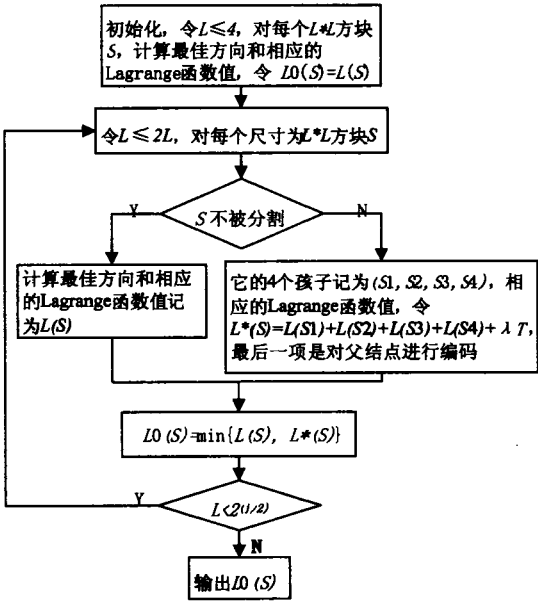 初始化，令L≤4，对每个L*L方块
S，计算最佳方向和相应的
Lagrange函数值，令 L0(S)=L(S)
令L≤2L，对每个尺寸为L*L方块S
Y
S不被分割
N
计算最佳方向和相应
的Lagrange函数值记
为L(S)
它的4个孩子记为(S1,S2,S3,S4)，相
应的Lagrange函数值，令
L*(S)=L(S1)+L(S2)+L(S3)+L(S4)+λT，
最后一项是对父结点进行编码
L0(S)=min{L(S), L*(S)}
Y
L<2(j/2)
N
输出L0(S)